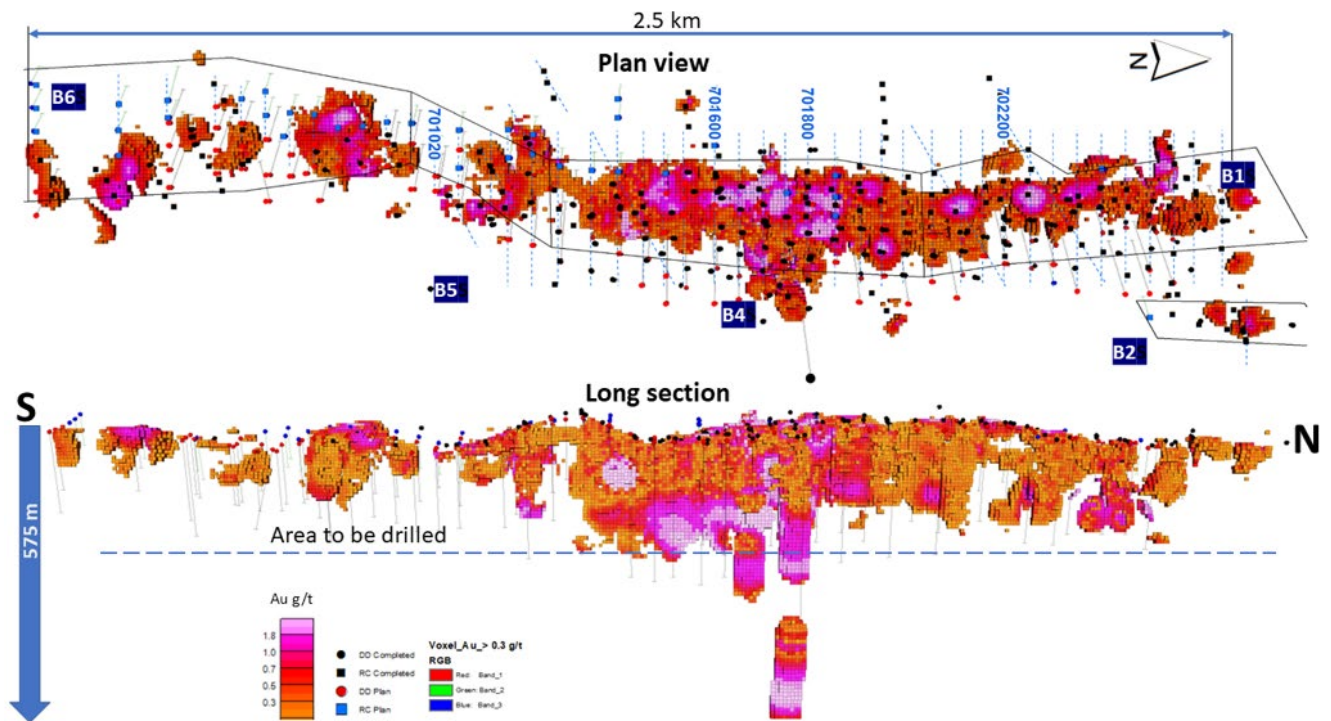 2.5 km
Plan view
N
B6
701020
701600
701800
702200
B1
B5
B4
B2
Long section
S
N
575 m
Area to be drilled
Au g/t
1.8
1.0
0.7
0.5
0.3
DD Completed
RC Completed
DD Plan
RC Plan
Voxel_Au_> 0.3 g/t
RGB
Red: Band_1
Green: Band_2
Blue: Band_3